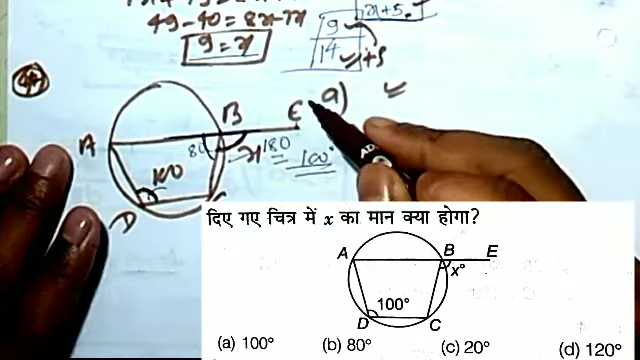 49-40=8x-7x
9=x
x+5
9
14
+5
a)
A
B
E
80
x
180
100°
100
D
C
दिए गए चित्र में x का मान क्या होगा?
A
B
E
x°
100°
D
C
(a) 100°
(b) 80°
(c) 20°
(d) 120°